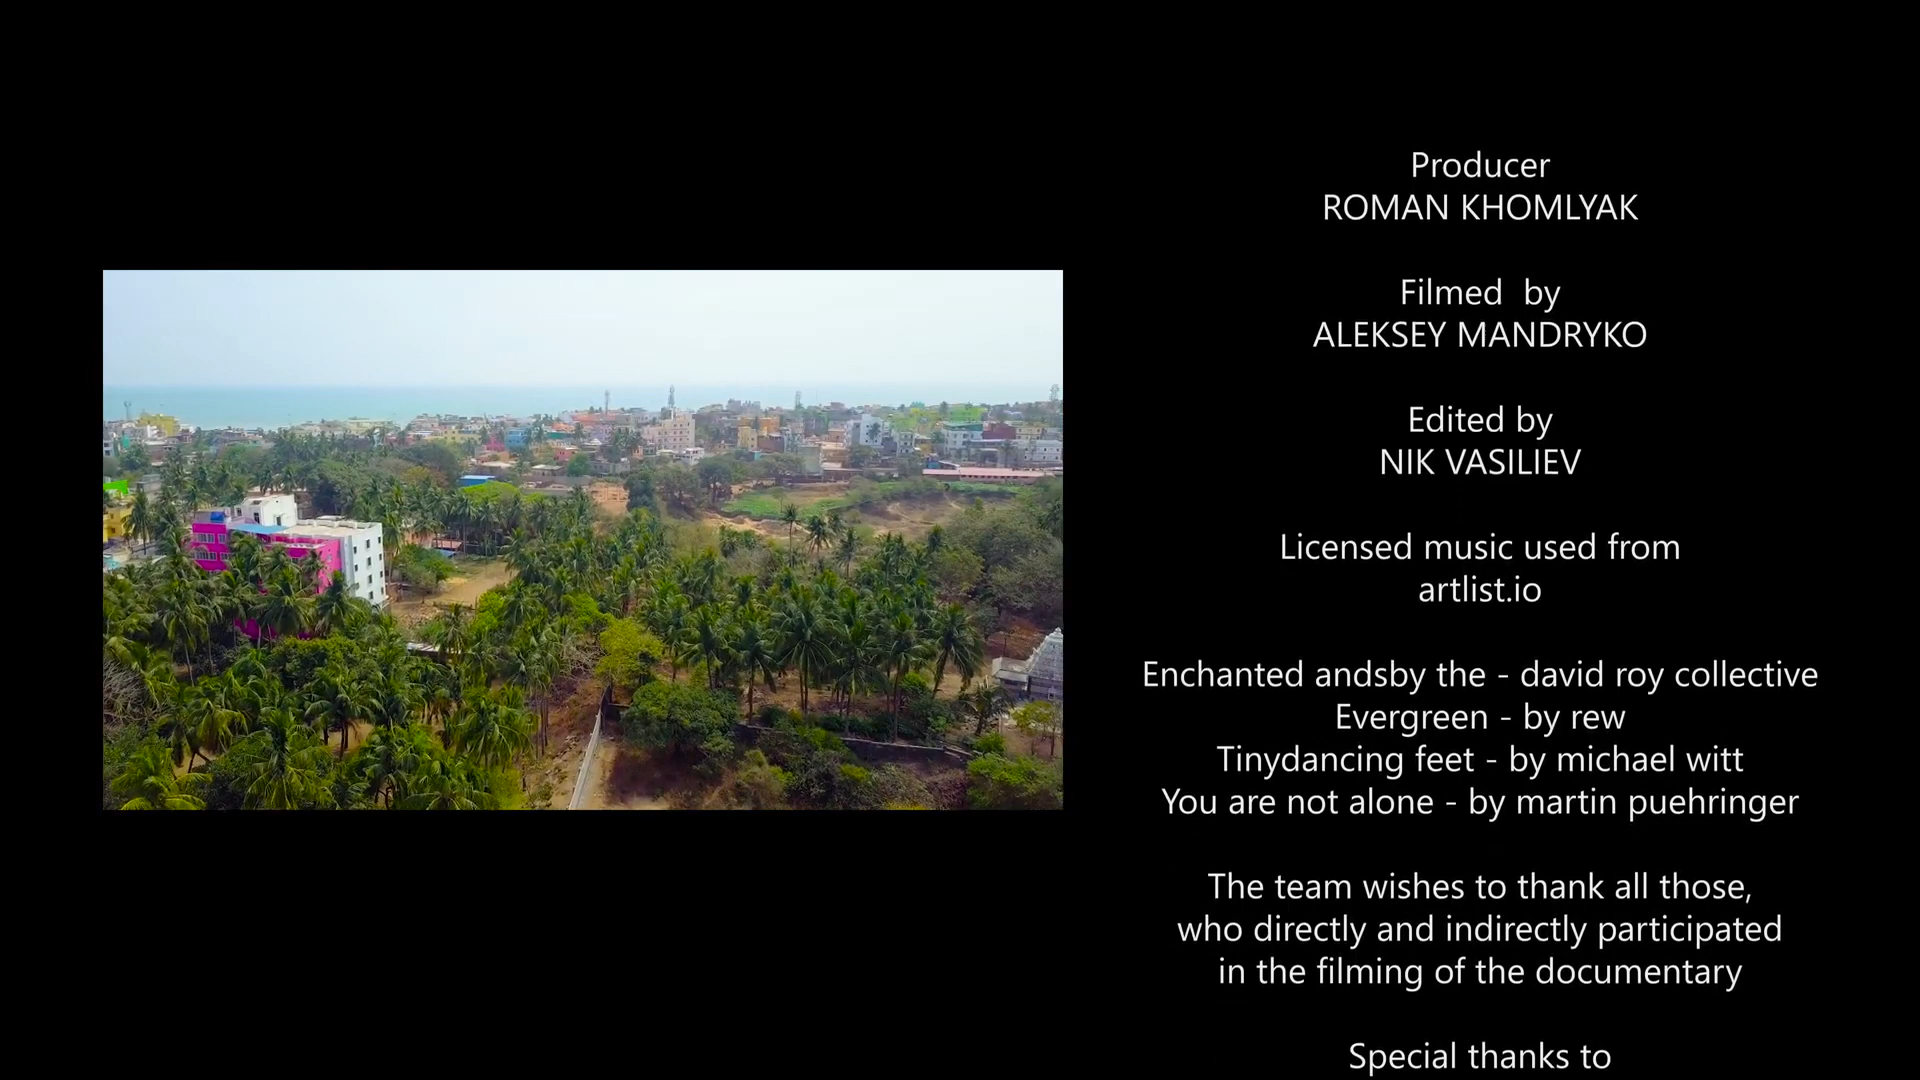 Producer
ROMAN KHOMLYAK
Filmed by
ALEKSEY MANDRYKO
Edited by
NIK VASILIEV
Licensed music used from
artlist.io
Enchanted andsby the - david roy collective
Evergreen - by rew
Tinydancing feet - by michael witt
You are not alone - by martin puehringer
The team wishes to thank all those,
who directly and indirectly participated
in the filming of the documentary
Special thanks to